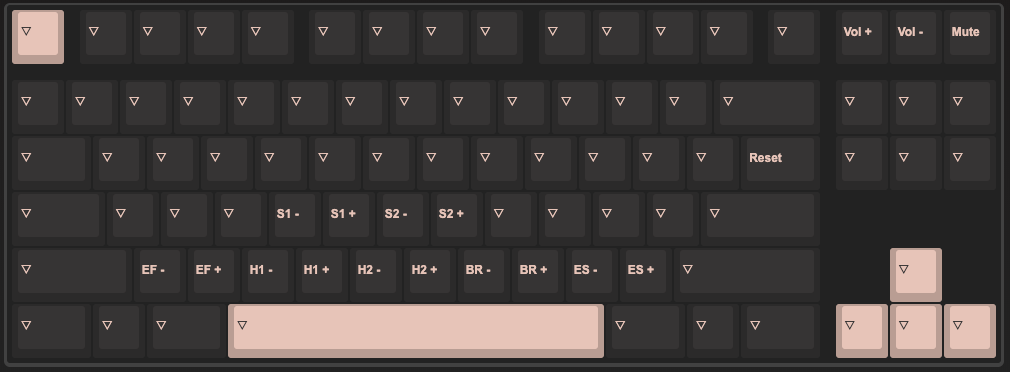 ▽ ▽ ▽ ▽ ▽ ▽ ▽ ▽ ▽ ▽ ▽ ▽ ▽ ▽ Vol + Vol - Mute
▽ ▽ ▽ ▽ ▽ ▽ ▽ ▽ ▽ ▽ ▽ ▽ ▽ ▽ ▽ ▽ ▽
▽ ▽ ▽ ▽ ▽ ▽ ▽ ▽ ▽ ▽ ▽ ▽ ▽ Reset ▽ ▽ ▽
▽ ▽ ▽ ▽ S1 - S1 + S2 - S2 + ▽ ▽ ▽ ▽ ▽
▽ EF - EF + H1 - H1 + H2 - H2 + BR - BR + ES - ES + ▽ ▽
▽ ▽ ▽ ▽ ▽ ▽ ▽ ▽ ▽ ▽